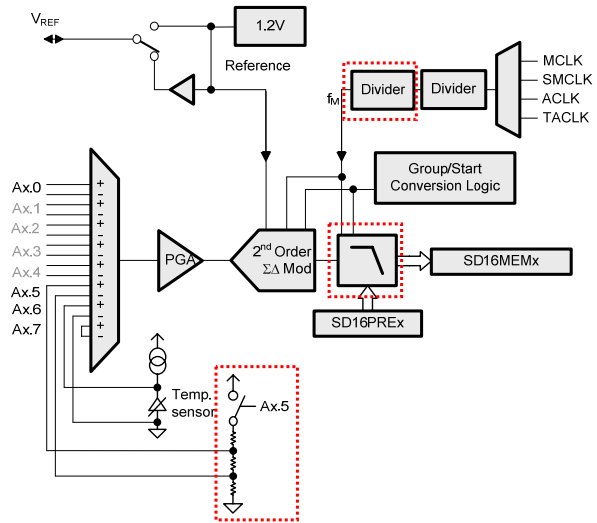 V_REF
1.2V
Reference
MCLK
SMCLK
ACLK
TACLK
Divider
Divider
f_M
Group/Start
Conversion Logic
Ax.0
Ax.1
Ax.2
Ax.3
Ax.4
Ax.5
Ax.6
Ax.7
+
−
+
−
+
−
+
−
+
−
+
−
+
−
+
−
PGA
2nd Order
ΣΔ Mod
SD16MEMx
SD16PREx
Temp.
sensor
Ax.5